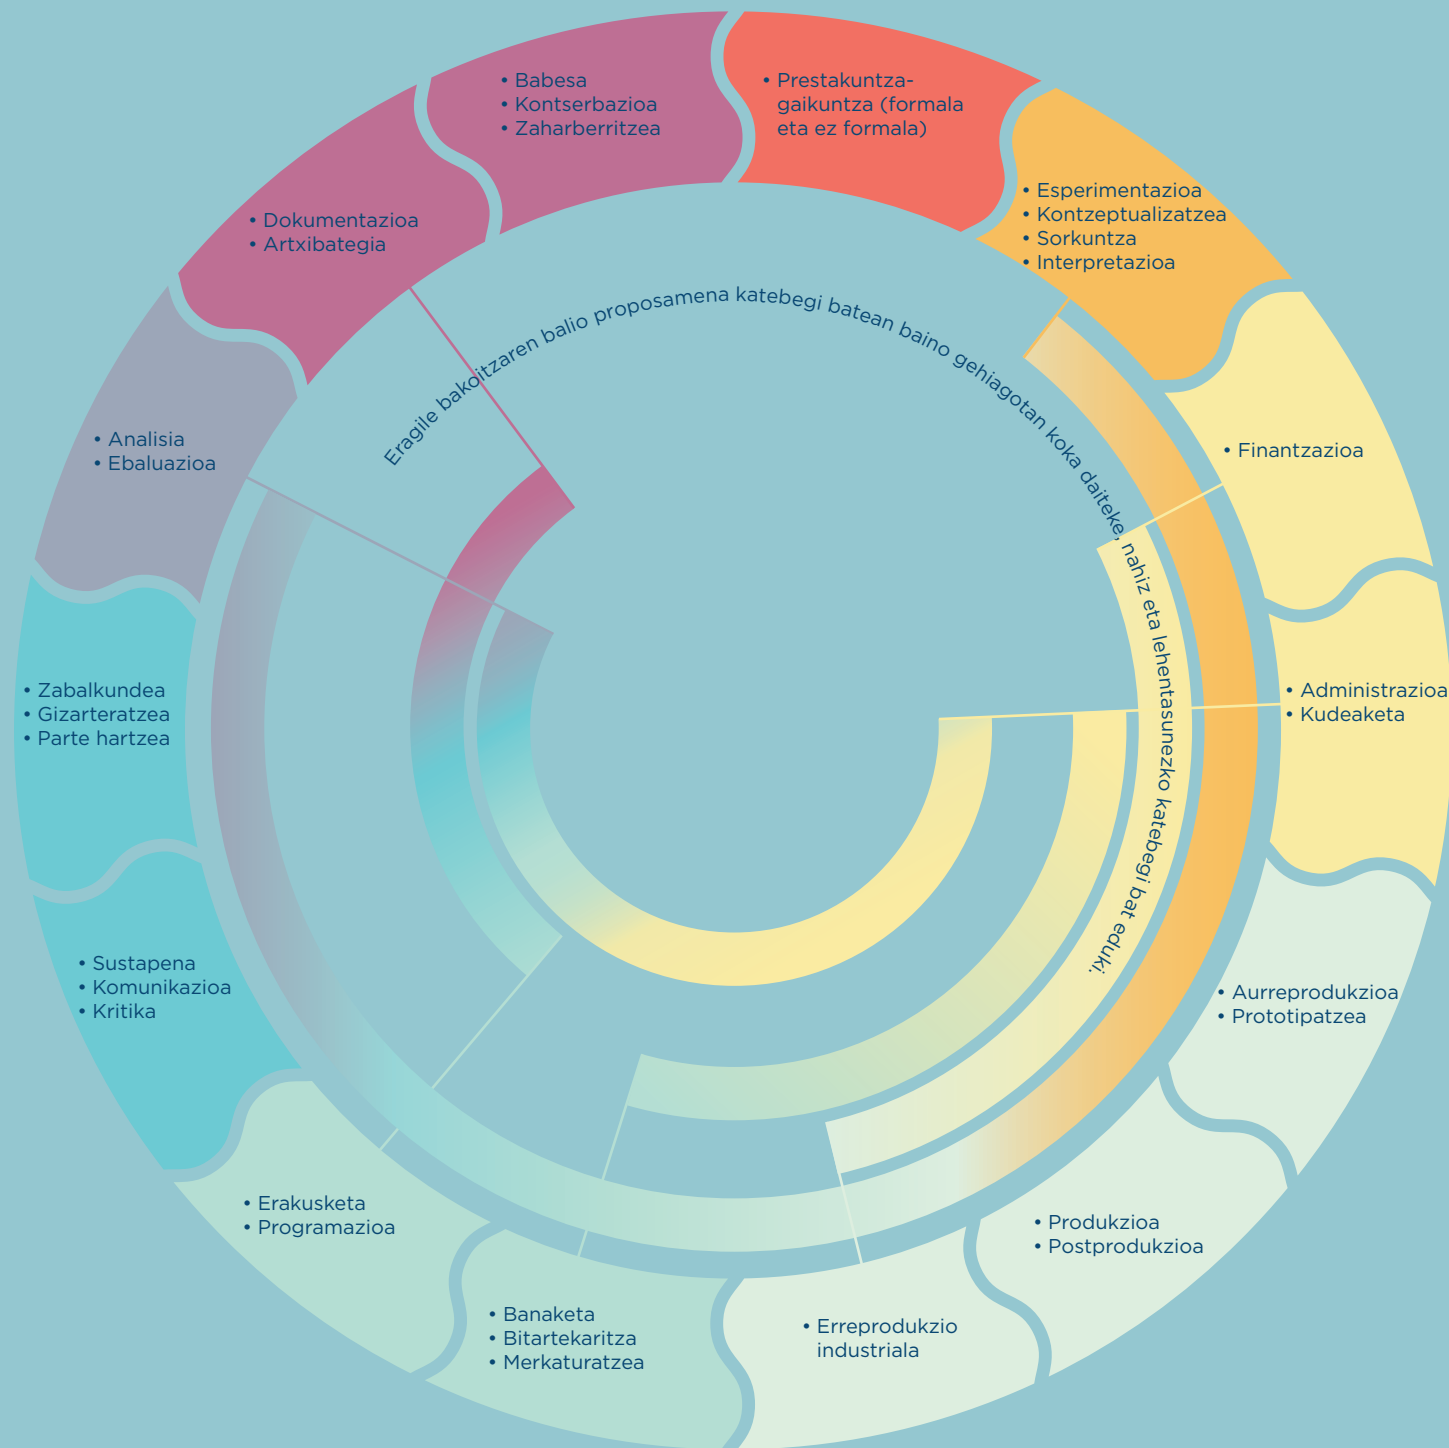 • Babesa
• Kontserbazioa
• Zaharberritzea
• Prestakuntza-
gaikuntza (formala
eta ez formala)
• Esperimentazioa
• Kontzeptualizatzea
• Sorkuntza
• Interpretazioa
• Finantzazioa
• Administrazioa
• Kudeaketa
• Aurreprodukzioa
• Prototipatzea
• Produkzioa
• Postprodukzioa
• Erreprodukzio
industriala
• Banaketa
• Bitartekaritza
• Merkaturatzea
• Erakusketa
• Programazioa
• Sustapena
• Komunikazioa
• Kritika
• Zabalkundea
• Gizarteratzea
• Parte hartzea
• Analisia
• Ebaluazioa
• Dokumentazioa
• Artxibategia
Eragile bakoitzaren balio proposamena katebegi batean baino gehiagotan koka daiteke, nahiz eta lehentasunezko katebegi bat eduki.